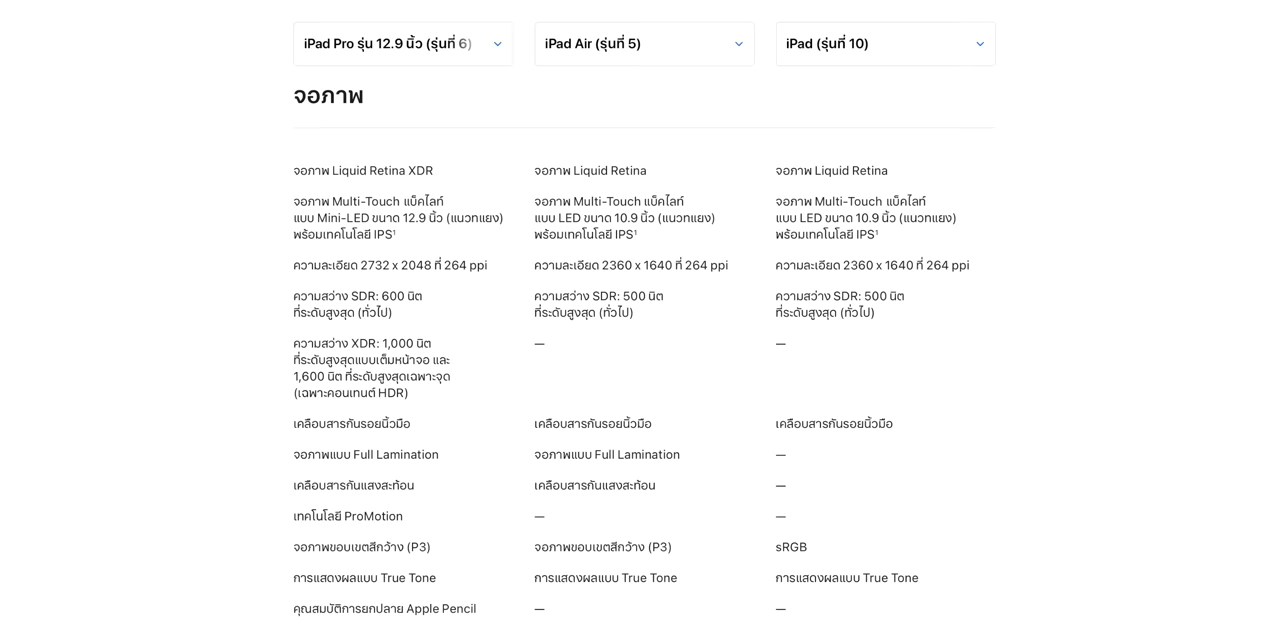 iPad Pro รุ่น 12.9 นิ้ว (รุ่นที่ 6)
iPad Air (รุ่นที่ 5)
iPad (รุ่นที่ 10)
จอภาพ
จอภาพ Liquid Retina XDR
จอภาพ Liquid Retina
จอภาพ Liquid Retina
จอภาพ Multi-Touch แบ็คไลท์
แบบ Mini-LED ขนาด 12.9 นิ้ว (แนวทแยง)
พร้อมเทคโนโลยี IPS¹
จอภาพ Multi-Touch แบ็คไลท์
แบบ LED ขนาด 10.9 นิ้ว (แนวทแยง)
พร้อมเทคโนโลยี IPS¹
จอภาพ Multi-Touch แบ็คไลท์
แบบ LED ขนาด 10.9 นิ้ว (แนวทแยง)
พร้อมเทคโนโลยี IPS¹
ความละเอียด 2732 x 2048 ที่ 264 ppi
ความละเอียด 2360 x 1640 ที่ 264 ppi
ความละเอียด 2360 x 1640 ที่ 264 ppi
ความสว่าง SDR: 600 นิต
ที่ระดับสูงสุด (ทั่วไป)
ความสว่าง SDR: 500 นิต
ที่ระดับสูงสุด (ทั่วไป)
ความสว่าง SDR: 500 นิต
ที่ระดับสูงสุด (ทั่วไป)
ความสว่าง XDR: 1,000 นิต
ที่ระดับสูงสุดแบบเต็มหน้าจอ และ
1,600 นิต ที่ระดับสูงสุดเฉพาะจุด
(เฉพาะคอนเทนต์ HDR)
—
—
เคลือบสารกันรอยนิ้วมือ
เคลือบสารกันรอยนิ้วมือ
เคลือบสารกันรอยนิ้วมือ
จอภาพแบบ Full Lamination
จอภาพแบบ Full Lamination
—
เคลือบสารกันแสงสะท้อน
เคลือบสารกันแสงสะท้อน
—
เทคโนโลยี ProMotion
—
—
จอภาพขอบเขตสีกว้าง (P3)
จอภาพขอบเขตสีกว้าง (P3)
sRGB
การแสดงผลแบบ True Tone
การแสดงผลแบบ True Tone
การแสดงผลแบบ True Tone
คุณสมบัติการยกปลาย Apple Pencil
—
—